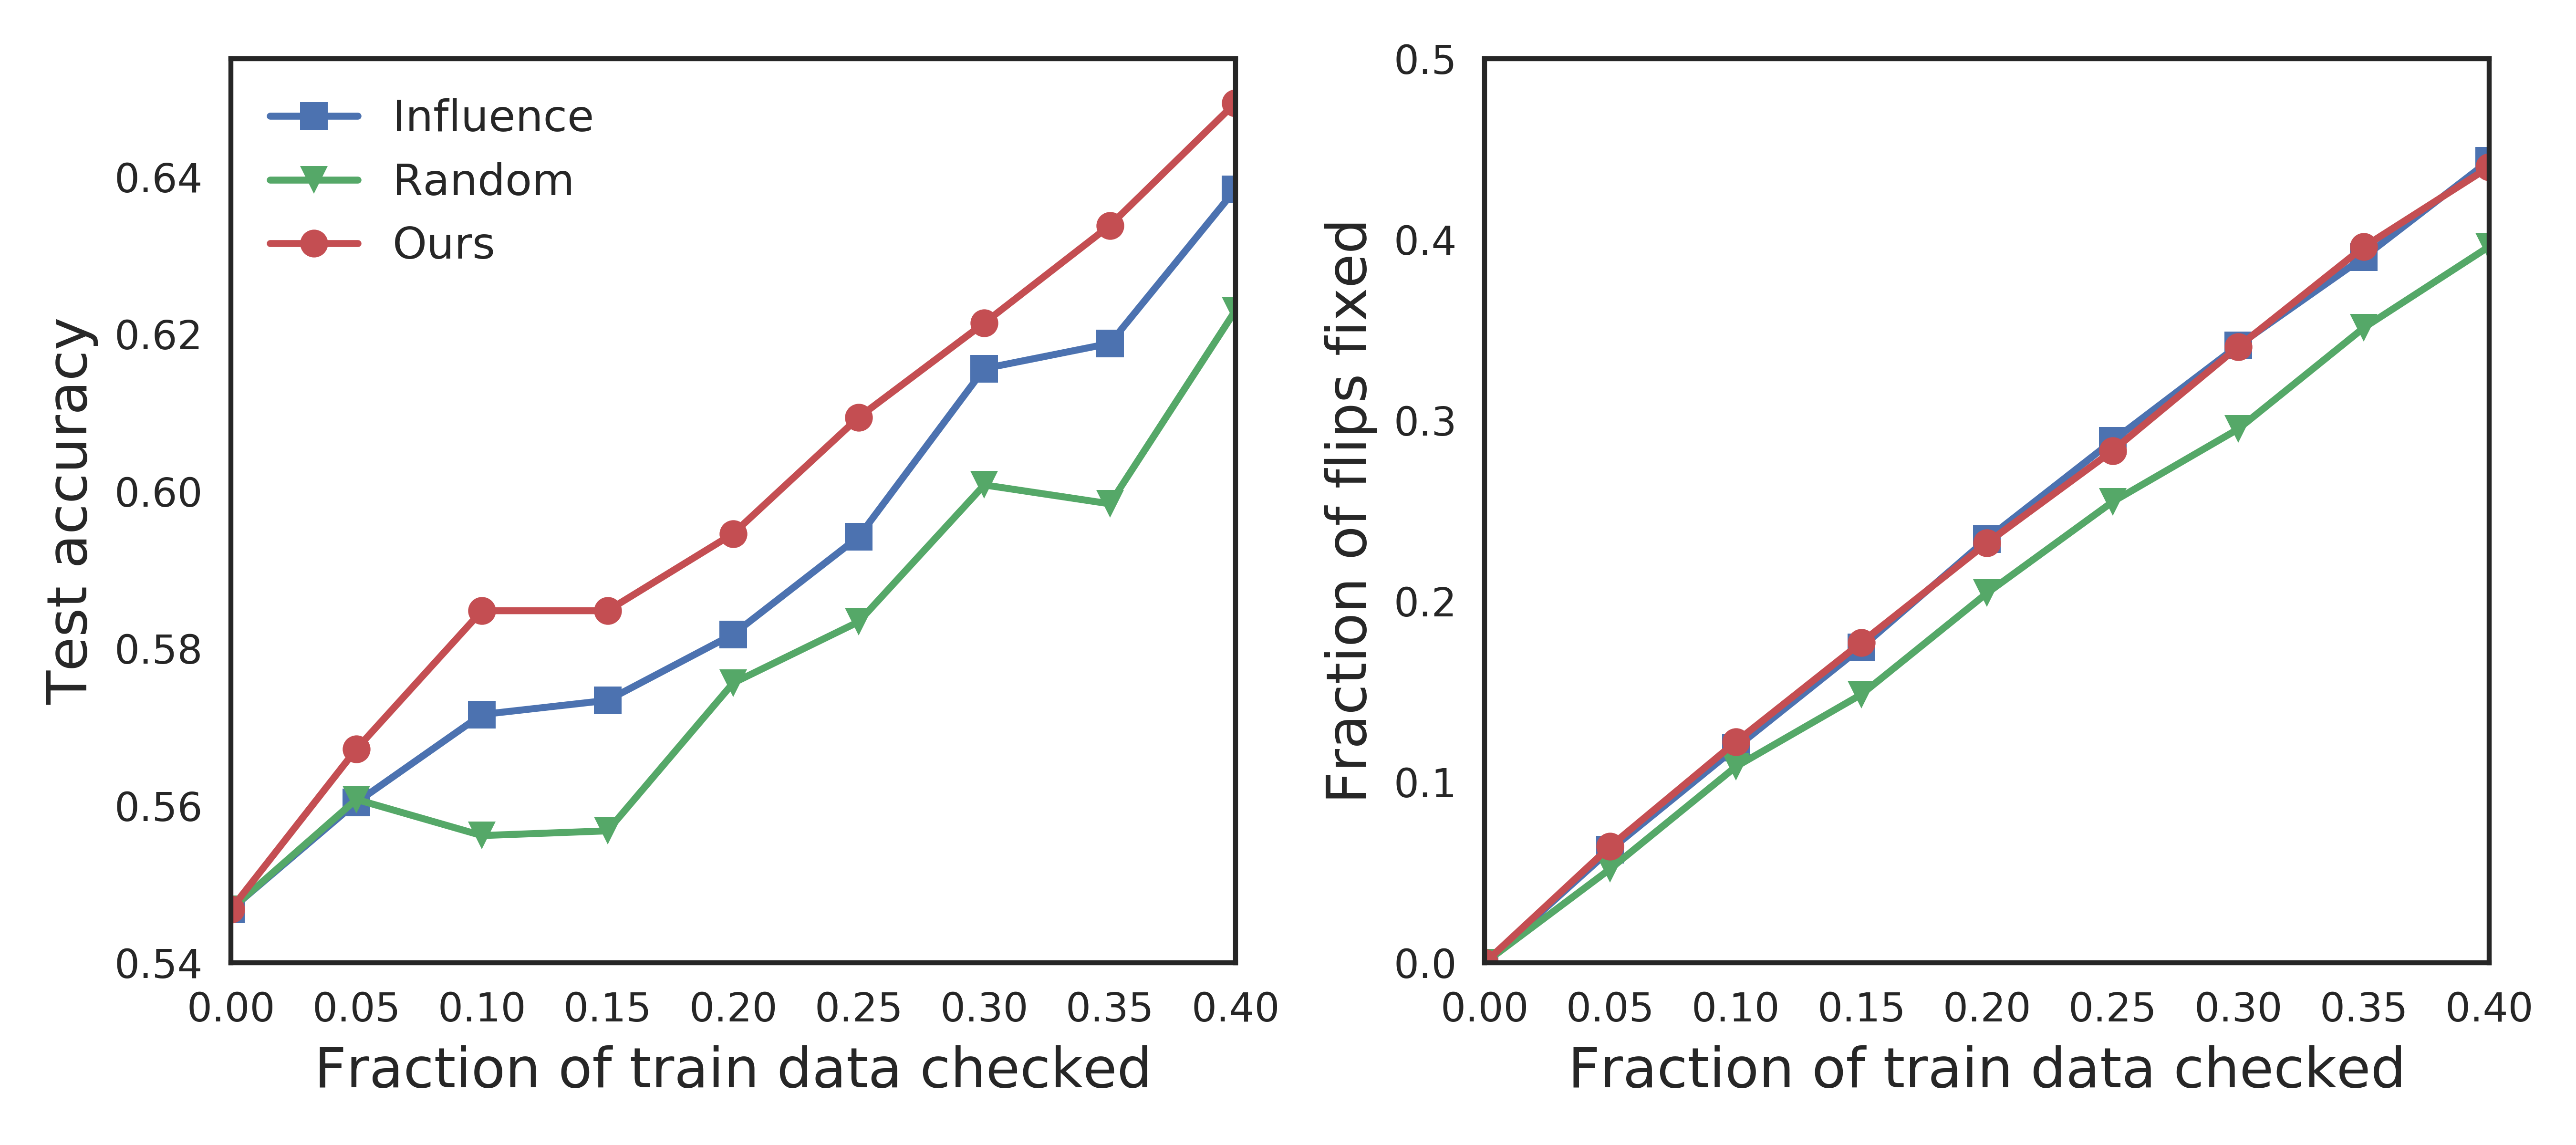 Influence
Random
Ours
Test accuracy
0.64
0.62
0.60
0.58
0.56
0.54
0.00 0.05 0.10 0.15 0.20 0.25 0.30 0.35 0.40
Fraction of train data checked
Fraction of flips fixed
0.5
0.4
0.3
0.2
0.1
0.0
0.00 0.05 0.10 0.15 0.20 0.25 0.30 0.35 0.40
Fraction of train data checked